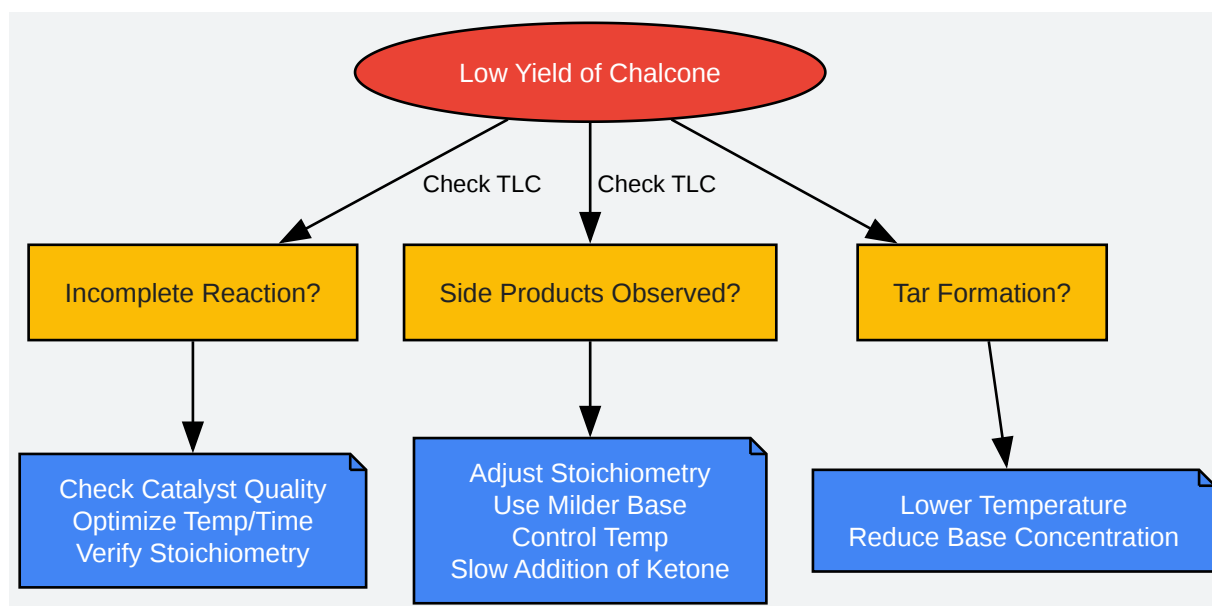 Low Yield of Chalcone
Check TLC
Check TLC
Incomplete Reaction?
Side Products Observed?
Tar Formation?
Check Catalyst Quality
Optimize Temp/Time
Verify Stoichiometry
Adjust Stoichiometry
Use Milder Base
Control Temp
Slow Addition of Ketone
Lower Temperature
Reduce Base Concentration